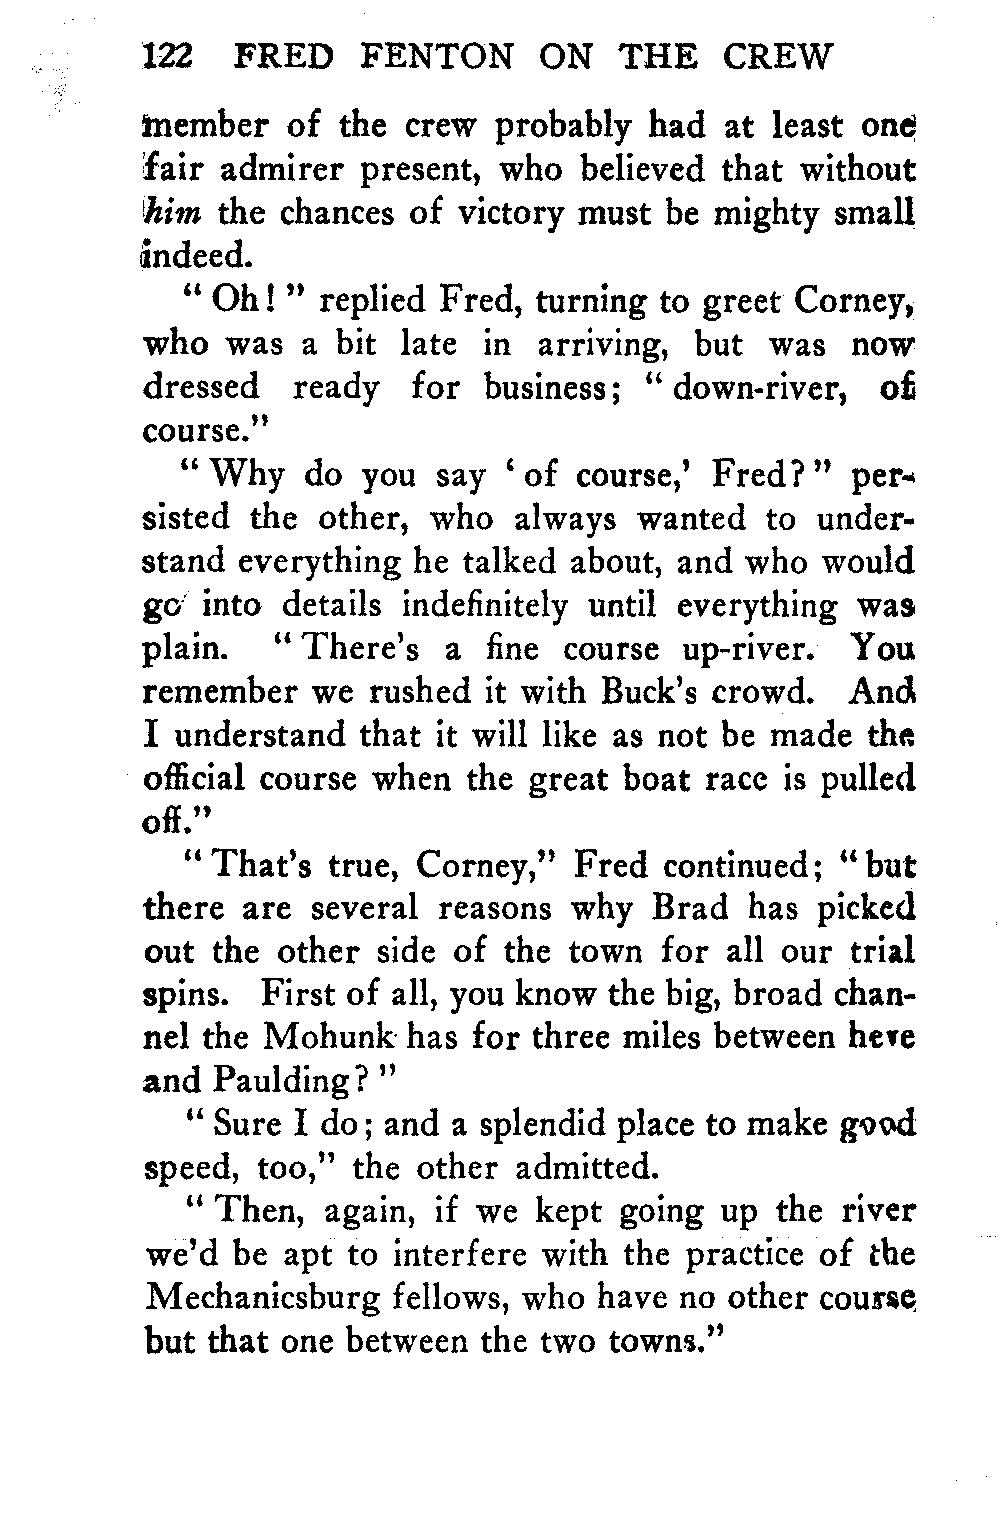 122 FRED FENTON ON THE CREW
member of the crew probably had at least one
fair admirer present, who believed that without
him the chances of victory must be mighty small
indeed.
“ Oh! ” replied Fred, turning to greet Corney,
who was a bit late in arriving, but was now
dressed ready for business; “ down-river, of
course.”
“ Why do you say ‘ of course,’ Fred? ” per-
sisted the other, who always wanted to under-
stand everything he talked about, and who would
go into details indefinitely until everything was
plain. “ There’s a fine course up-river. You
remember we rushed it with Buck’s crowd. And
I understand that it will like as not be made the
official course when the great boat race is pulled
off.”
“ That’s true, Corney,” Fred continued; “ but
there are several reasons why Brad has picked
out the other side of the town for all our trial
spins. First of all, you know the big, broad chan-
nel the Mohunk has for three miles between here
and Paulding? ”
“ Sure I do; and a splendid place to make good
speed, too,” the other admitted.
“ Then, again, if we kept going up the river
we’d be apt to interfere with the practice of the
Mechanicsburg fellows, who have no other course
but that one between the two towns.”